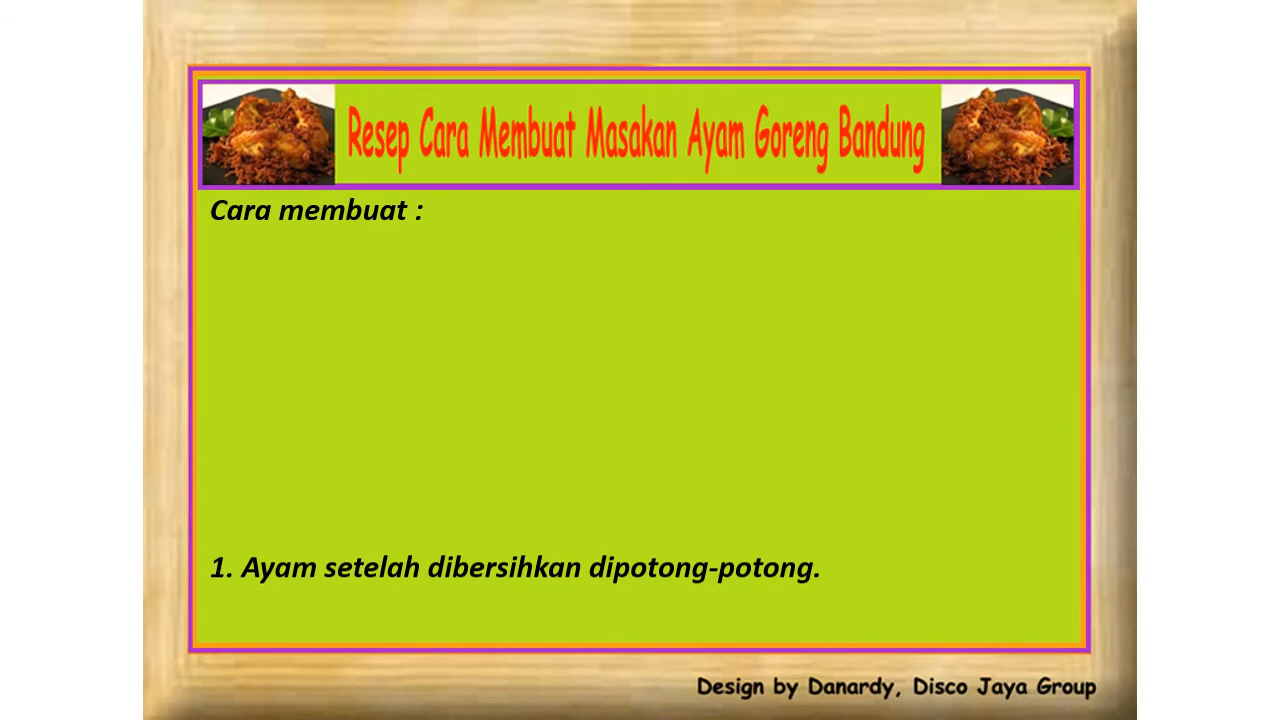 Resep Cara Membuat Masakan Ayam Goreng Bandung
Cara membuat :
1. Ayam setelah dibersihkan dipotong-potong.
Design by Danardy, Disco Jaya Group